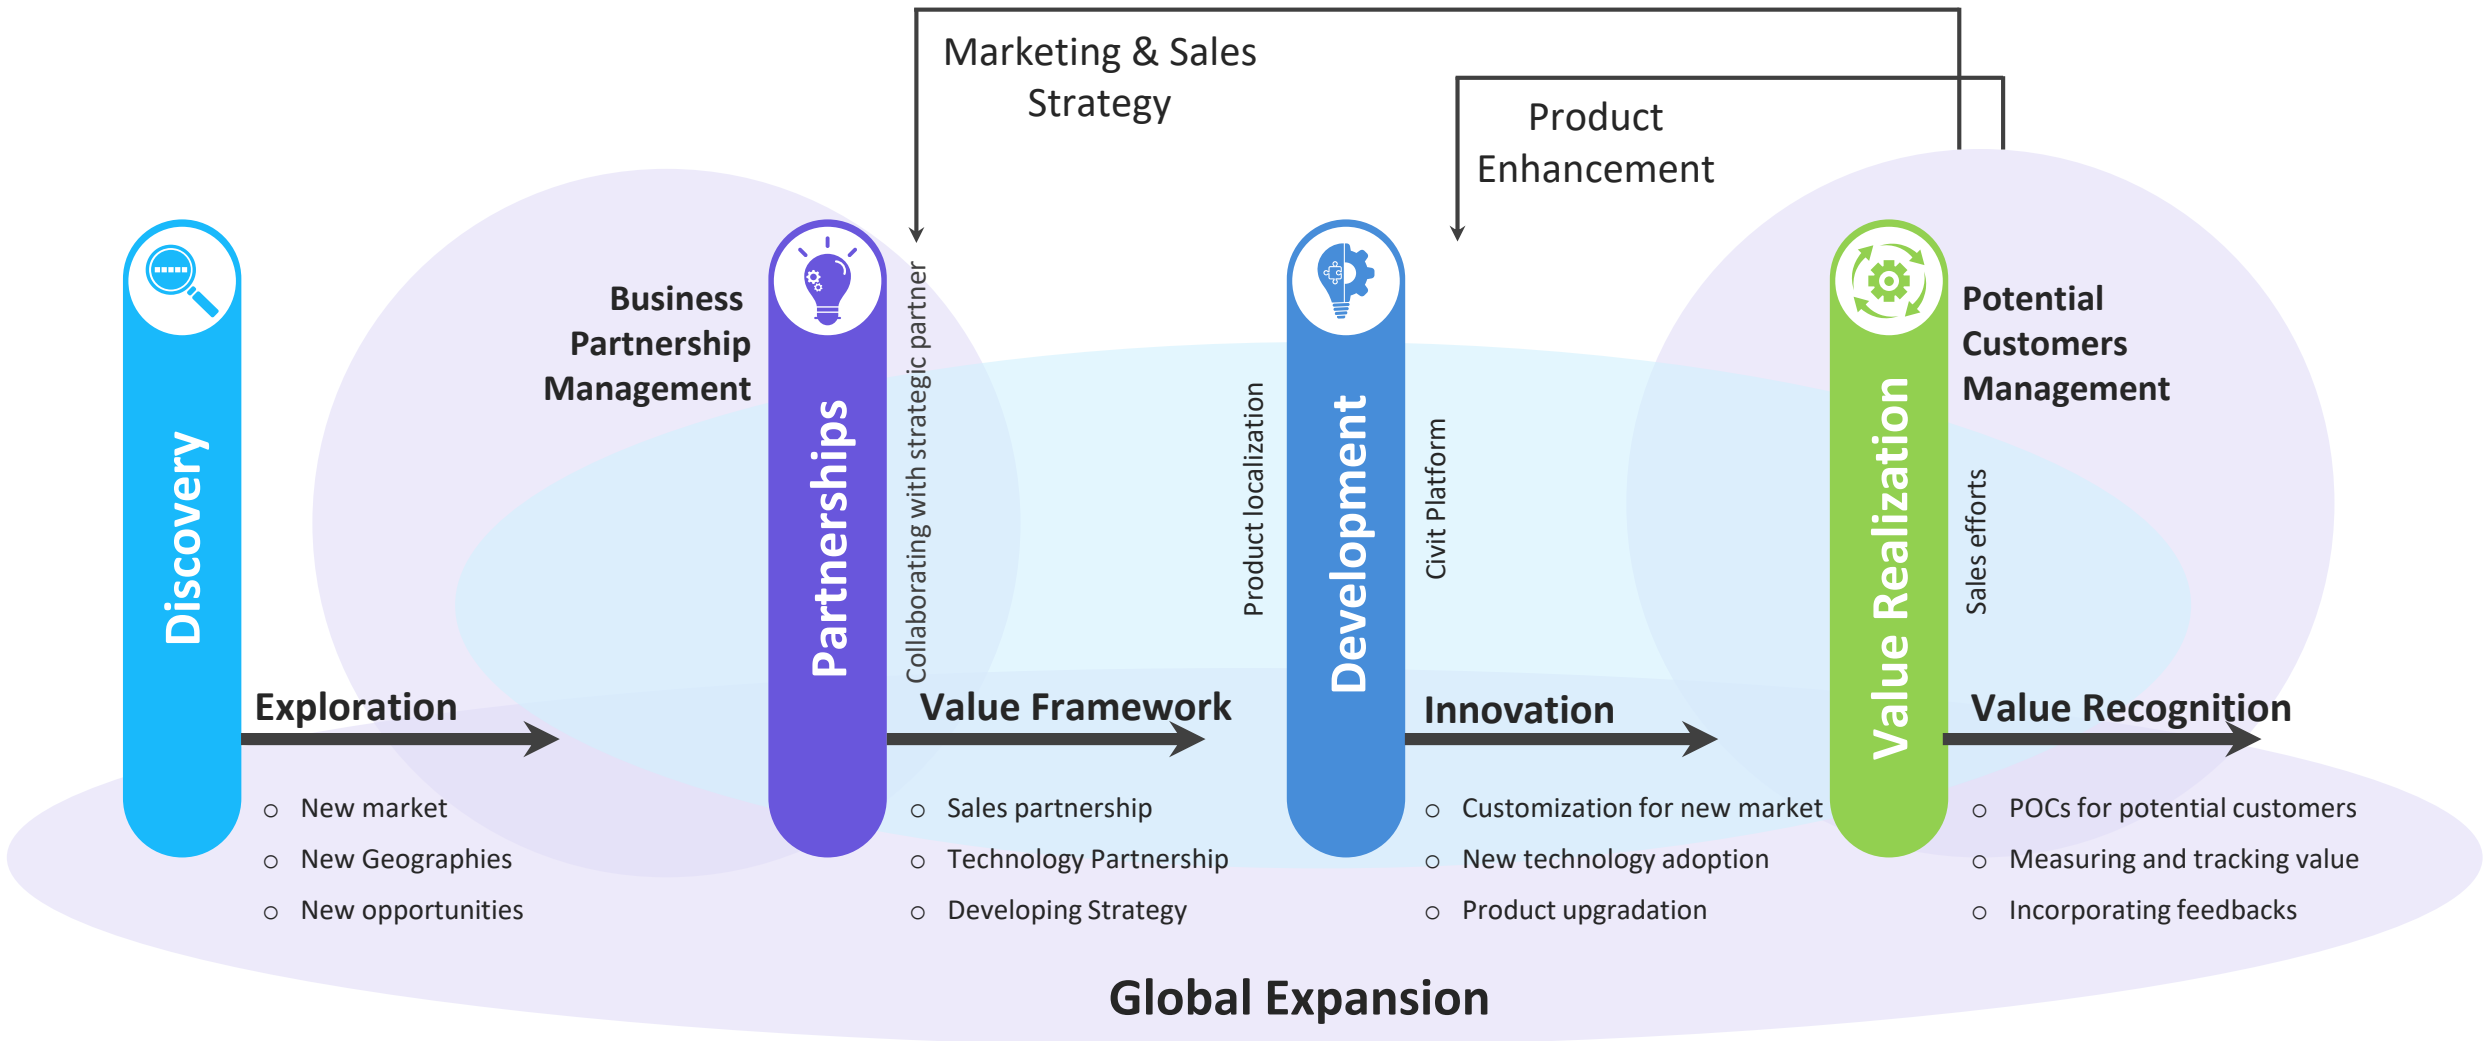 Marketing & Sales
Strategy
Product
Enhancement
Discovery
Business
Partnership
Management
Partnerships
Collaborating with strategic partner
Product localization
Development
Civit Platform
Value Realization
Potential
Customers
Management
Sales efforts
Exploration
New market
New Geographies
New opportunities
Value Framework
Sales partnership
Technology Partnership
Developing Strategy
Innovation
Customization for new market
New technology adoption
Product upgradation
Value Recognition
POCs for potential customers
Measuring and tracking value
Incorporating feedbacks
Global Expansion